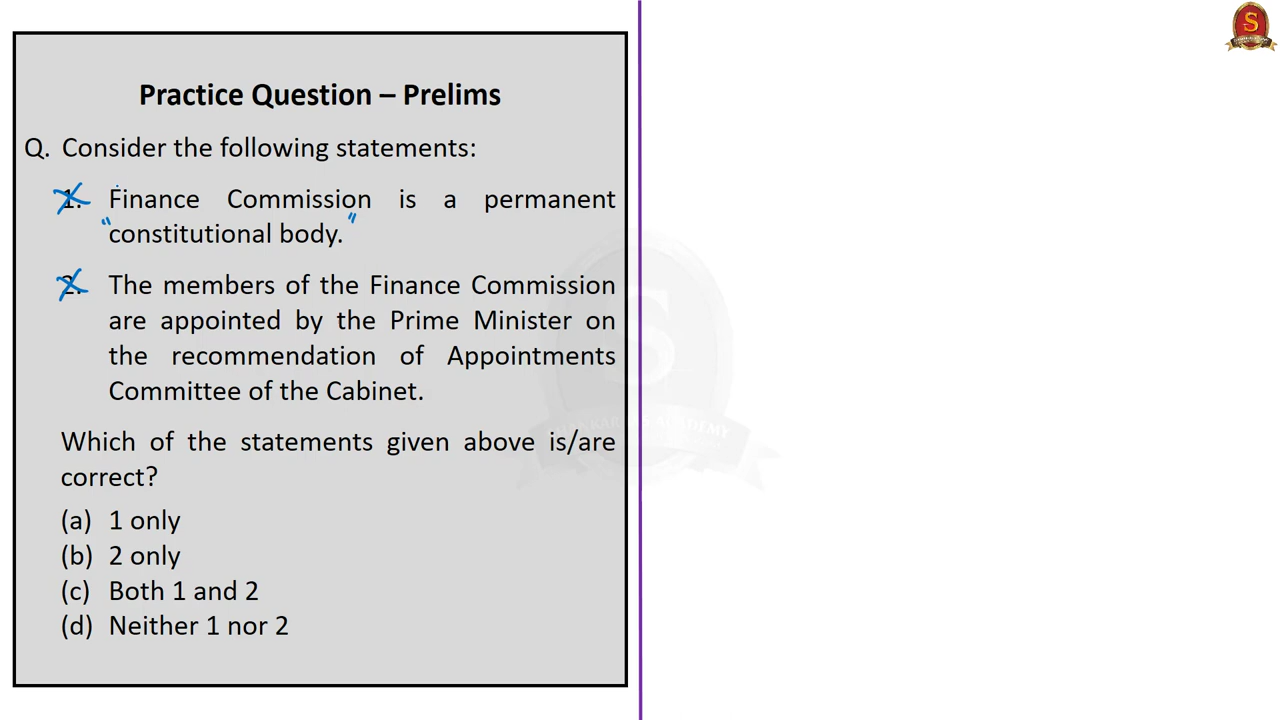 Practice Question – Prelims
Q. Consider the following statements:
1. Finance Commission is a permanent
"constitutional body."
2. The members of the Finance Commission
are appointed by the Prime Minister on
the recommendation of Appointments
Committee of the Cabinet.
Which of the statements given above is/are
correct?
(a) 1 only
(b) 2 only
(c) Both 1 and 2
(d) Neither 1 nor 2
S